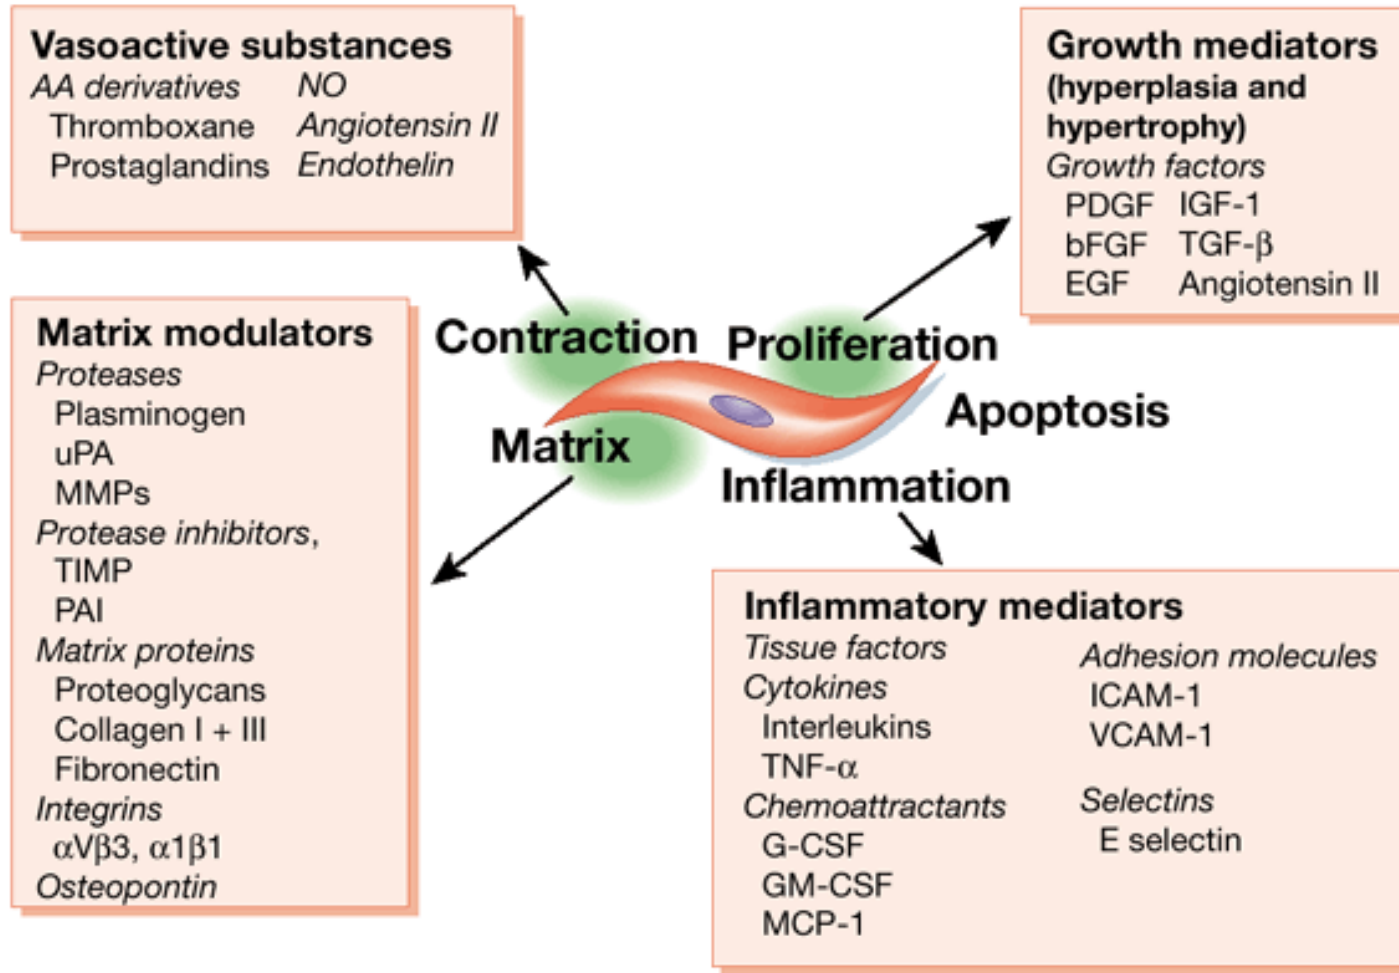 Vasoactive substances
AA derivatives NO
Thromboxane Angiotensin II
Prostaglandins Endothelin
Growth mediators
(hyperplasia and
hypertrophy)
Growth factors
PDGF IGF-1
bFGF TGF-β
EGF Angiotensin II
Contraction
Proliferation
Apoptosis
Matrix
Inflammation
Matrix modulators
Proteases
Plasminogen
uPA
MMPs
Protease inhibitors,
TIMP
PAI
Matrix proteins
Proteoglycans
Collagen I + III
Fibronectin
Integrins
αVβ3, α1β1
Osteopontin
Inflammatory mediators
Tissue factors
Cytokines
Interleukins
TNF-α
Chemoattractants
G-CSF
GM-CSF
MCP-1
Adhesion molecules
ICAM-1
VCAM-1
Selectins
E selectin